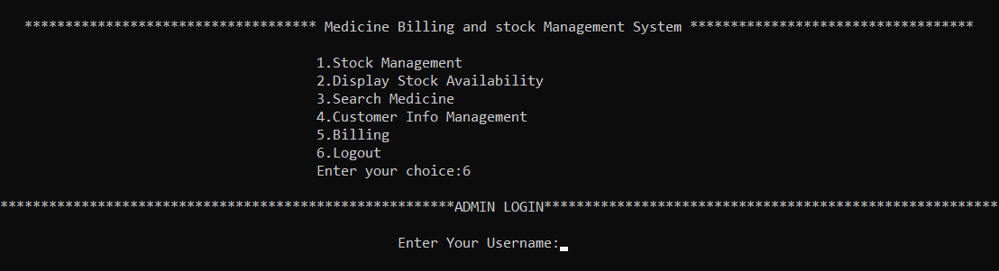 ************************************ Medicine Billing and stock Management System ***********************************
1.Stock Management
2.Display Stock Availability
3.Search Medicine
4.Customer Info Management
5.Billing
6.Logout
Enter your choice:6
********************************************************ADMIN LOGIN********************************************************
Enter Your Username: